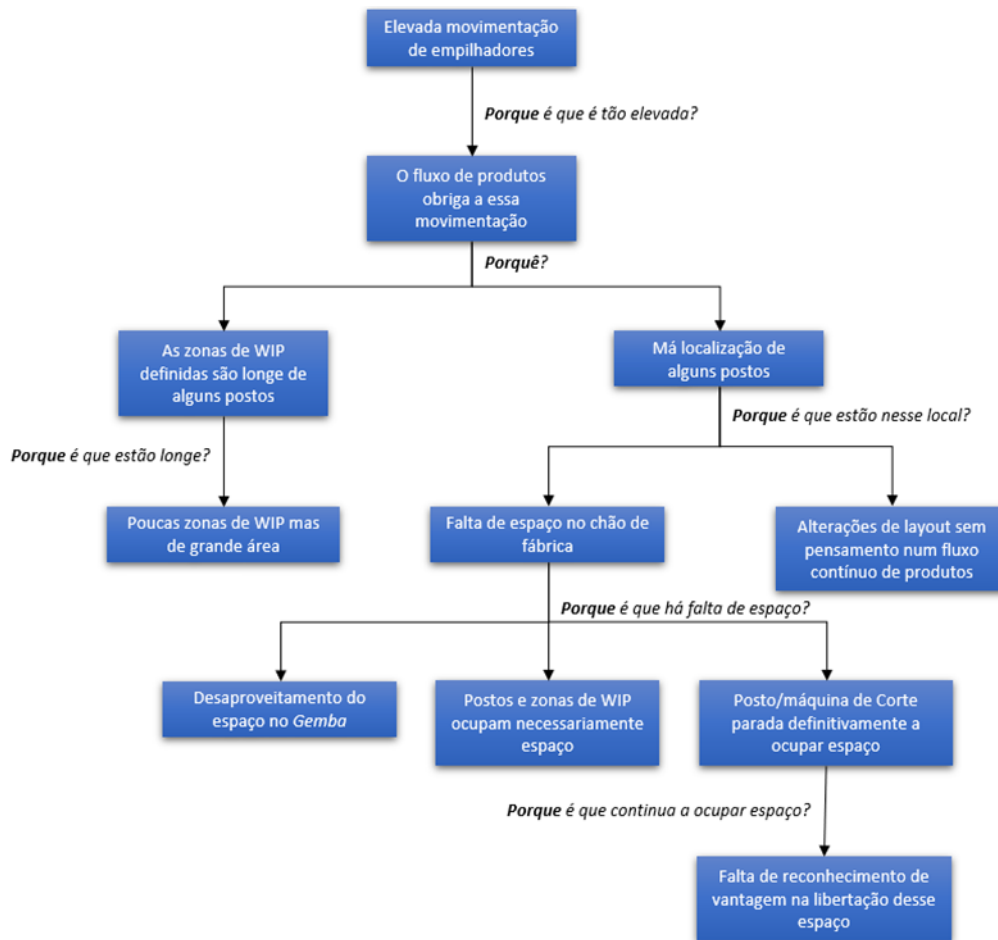 Elevada movimentação
de empilhadores
Porque é que é tão elevada?
O fluxo de produtos
obriga a essa
movimentação
Porquê?
As zonas de WIP
definidas são longe de
alguns postos
Má localização de
alguns postos
Porque é que estão nesse local?
Porque é que estão longe?
Poucas zonas de WIP mas
de grande área
Falta de espaço no chão de
fábrica
Alterações de layout sem
pensamento num fluxo
contínuo de produtos
Porque é que há falta de espaço?
Desaproveitamento do
espaço no Gemba
Postos e zonas de WIP
ocupam necessariamente
espaço
Posto/máquina de Corte
parada definitivamente a
ocupar espaço
Porque é que continua a ocupar espaço?
Falta de reconhecimento de
vantagem na libertação desse
espaço